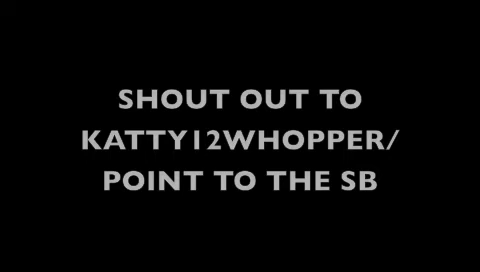 SHOUT OUT TO
KATTY12WHOPPER/
POINT TO THE SB